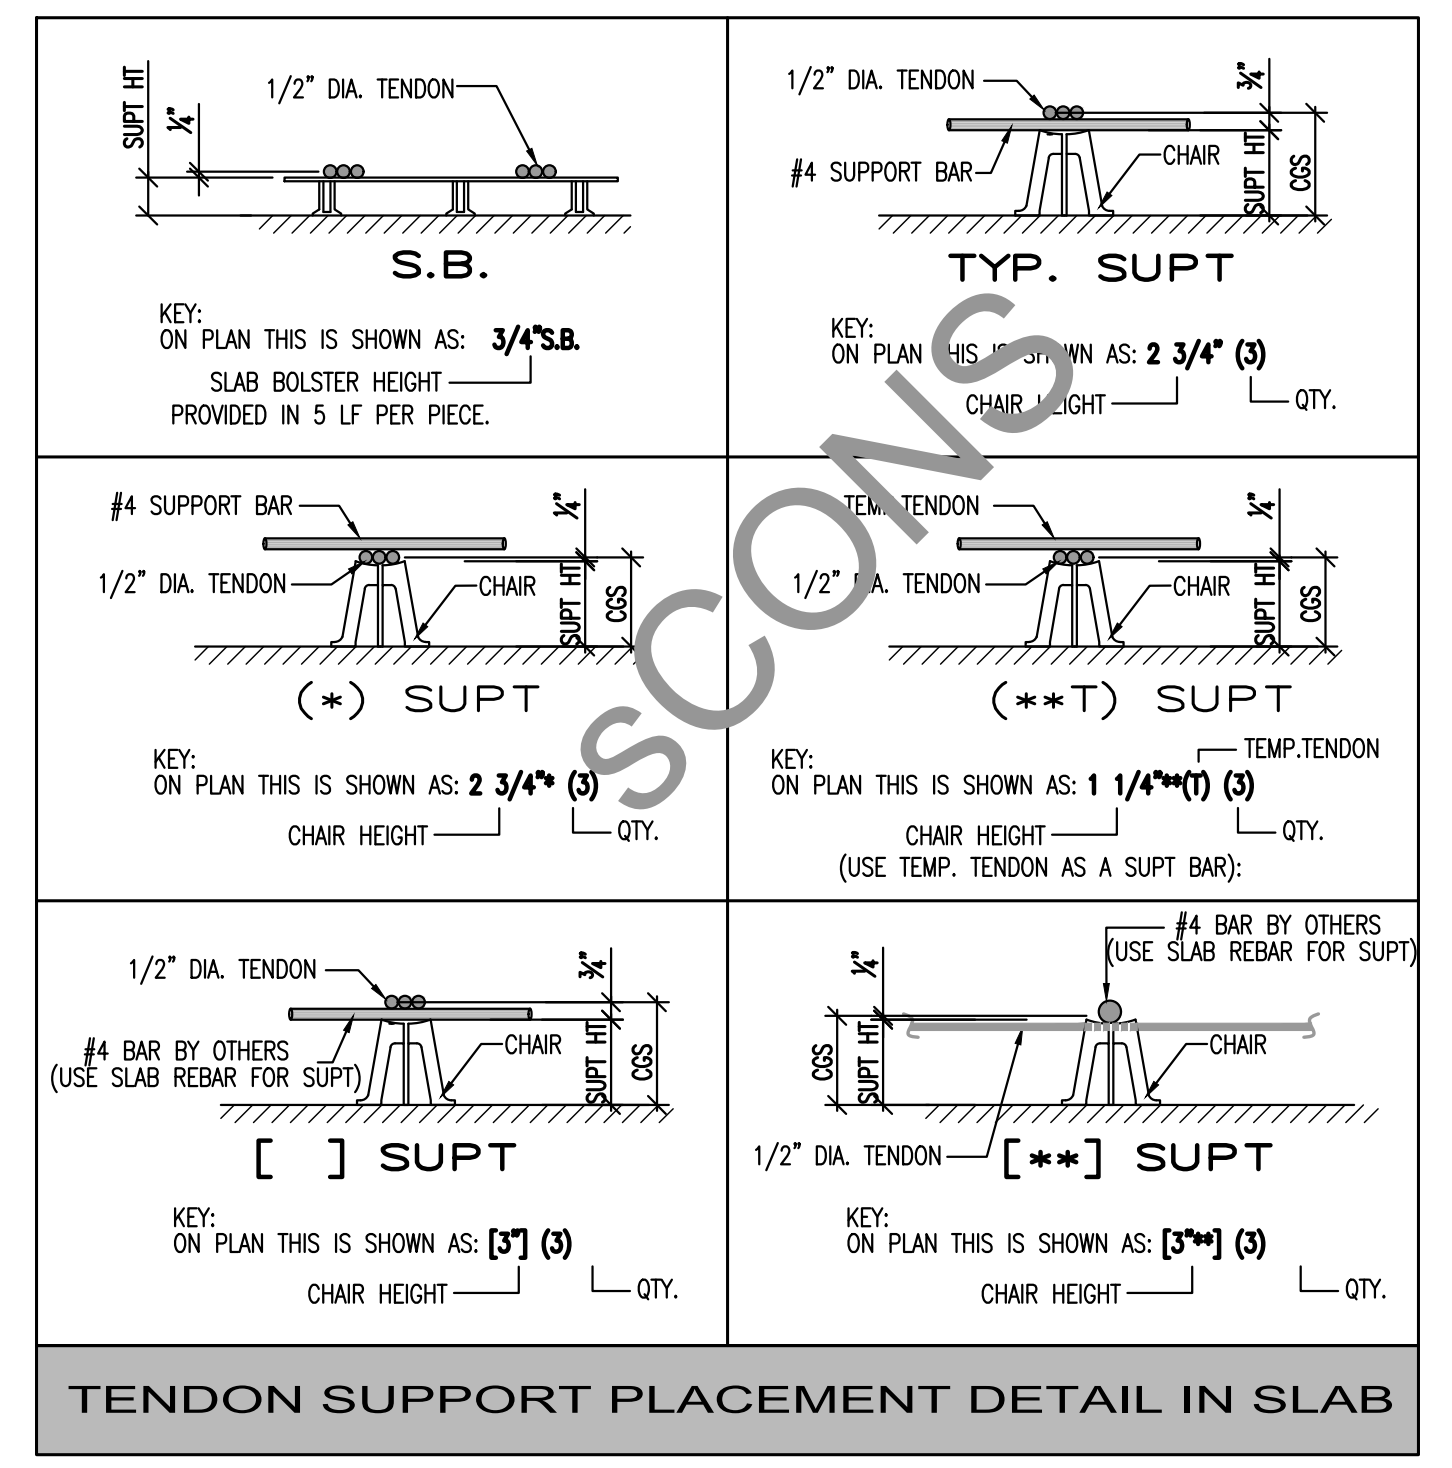 SUPT HT
1/4"
1/2" DIA. TENDON
S.B.
KEY:
ON PLAN THIS IS SHOWN AS: 3/4"S.B.
SLAB BOLSTER HEIGHT
PROVIDED IN 5 LF PER PIECE.
1/2" DIA. TENDON
3/4"
#4 SUPPORT BAR
CHAIR
SUPT HT
CGS
TYP. SUPT
KEY:
ON PLAN THIS IS SHOWN AS: 2 3/4" (3)
CHAIR HEIGHT
QTY.
#4 SUPPORT BAR
1/4"
1/2" DIA. TENDON
CHAIR
SUPT HT
CGS
(*) SUPT
KEY:
ON PLAN THIS IS SHOWN AS: 2 3/4"* (3)
CHAIR HEIGHT
QTY.
TEMP. TENDON
1/4"
1/2" DIA. TENDON
CHAIR
SUPT HT
CGS
(**T) SUPT
TEMP.TENDON
KEY:
ON PLAN THIS IS SHOWN AS: 1 1/4"**(T) (3)
CHAIR HEIGHT
QTY.
(USE TEMP. TENDON AS A SUPT BAR):
1/2" DIA. TENDON
3/4"
#4 BAR BY OTHERS
(USE SLAB REBAR FOR SUPT)
CHAIR
SUPT HT
CGS
[ ] SUPT
KEY:
ON PLAN THIS IS SHOWN AS: [3"] (3)
CHAIR HEIGHT
QTY.
#4 BAR BY OTHERS
(USE SLAB REBAR FOR SUPT)
1/4"
CGS
SUPT HT
CHAIR
1/2" DIA. TENDON
[**] SUPT
KEY:
ON PLAN THIS IS SHOWN AS: [3"**] (3)
CHAIR HEIGHT
QTY.
sCONS
TENDON SUPPORT PLACEMENT DETAIL IN SLAB